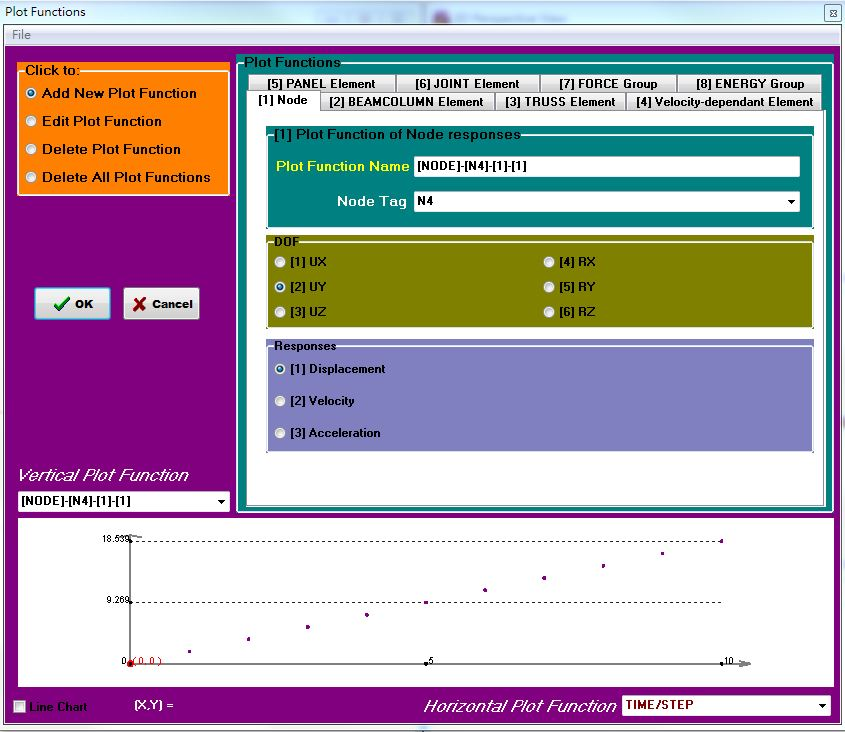 Plot Functions
File
Click to:
Add New Plot Function
Edit Plot Function
Delete Plot Function
Delete All Plot Functions
OK
Cancel
Plot Functions
[5] PANEL Element
[6] JOINT Element
[7] FORCE Group
[8] ENERGY Group
[1] Node
[2] BEAMCOLUMN Element
[3] TRUSS Element
[4] Velocity-dependant Element
[1] Plot Function of Node responses
Plot Function Name [NODE]-[N4]-[1]-[1]
Node Tag N4
DOF
[1] UX
[2] UY
[3] UZ
[4] RX
[5] RY
[6] RZ
Responses
[1] Displacement
[2] Velocity
[3] Acceleration
Vertical Plot Function
[NODE]-[N4]-[1]-[1]
18.539
9.269
0 (0, 0)
5
10
Line Chart
(X,Y) =
Horizontal Plot Function TIME/STEP